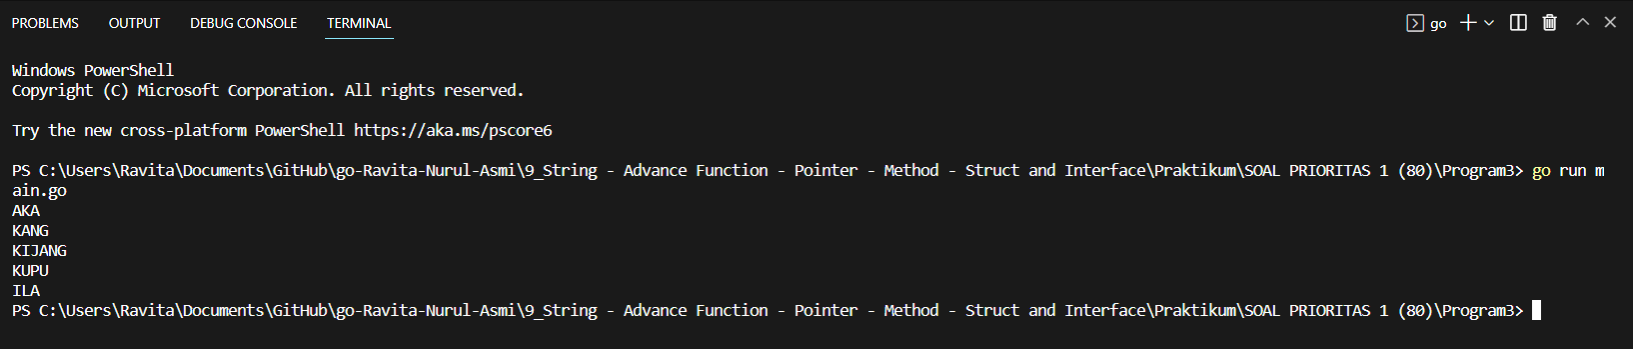 PROBLEMS OUTPUT DEBUG CONSOLE TERMINAL go
Windows PowerShell
Copyright (C) Microsoft Corporation. All rights reserved.
Try the new cross-platform PowerShell https://aka.ms/pscore6
PS C:\Users\Ravita\Documents\GitHub\go-Ravita-Nurul-Asmi\9_String - Advance Function - Pointer - Method - Struct and Interface\Praktikum\SOAL PRIORITAS 1 (80)\Program3> go run m
ain.go
AKA
KANG
KIJANG
KUPU
ILA
PS C:\Users\Ravita\Documents\GitHub\go-Ravita-Nurul-Asmi\9_String - Advance Function - Pointer - Method - Struct and Interface\Praktikum\SOAL PRIORITAS 1 (80)\Program3>